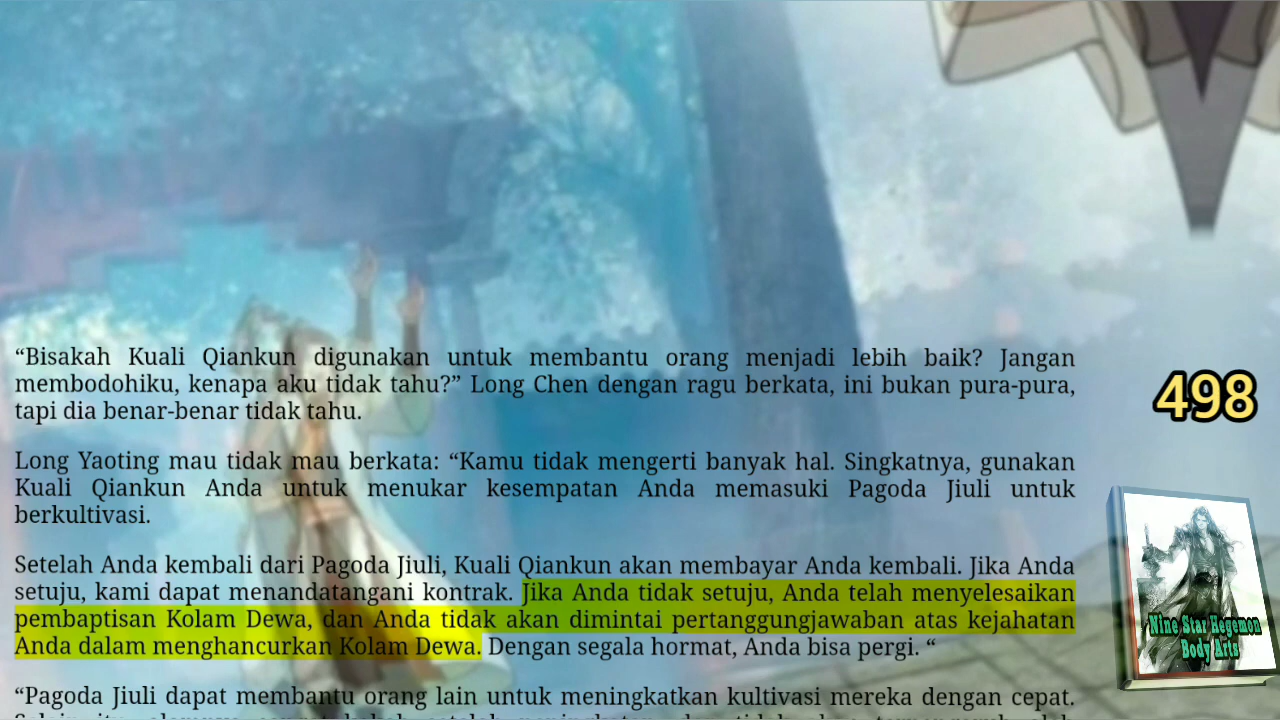 “Bisakah Kuali Qiankun digunakan untuk membantu orang menjadi lebih baik? Jangan
membodohiku, kenapa aku tidak tahu?” Long Chen dengan ragu berkata, ini bukan pura-pura,
tapi dia benar-benar tidak tahu.
Long Yaoting mau tidak mau berkata: “Kamu tidak mengerti banyak hal. Singkatnya, gunakan
Kuali Qiankun Anda untuk menukar kesempatan Anda memasuki Pagoda Jiuli untuk
berkultivasi.
Setelah Anda kembali dari Pagoda Jiuli, Kuali Qiankun akan membayar Anda kembali. Jika Anda
setuju, kami dapat menandatangani kontrak. Jika Anda tidak setuju, Anda telah menyelesaikan
pembaptisan Kolam Dewa, dan Anda tidak akan dimintai pertanggungjawaban atas kejahatan
Anda dalam menghancurkan Kolam Dewa. Dengan segala hormat, Anda bisa pergi. “
“Pagoda Jiuli dapat membantu orang lain untuk meningkatkan kultivasi mereka dengan cepat.
498
Nine Star Hegemon
Body Arts